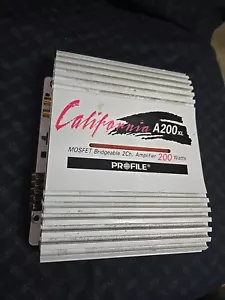 California A200XL
MOSFET Bridgeable 2Ch. Amplifier 200 Watts
PROFILE®